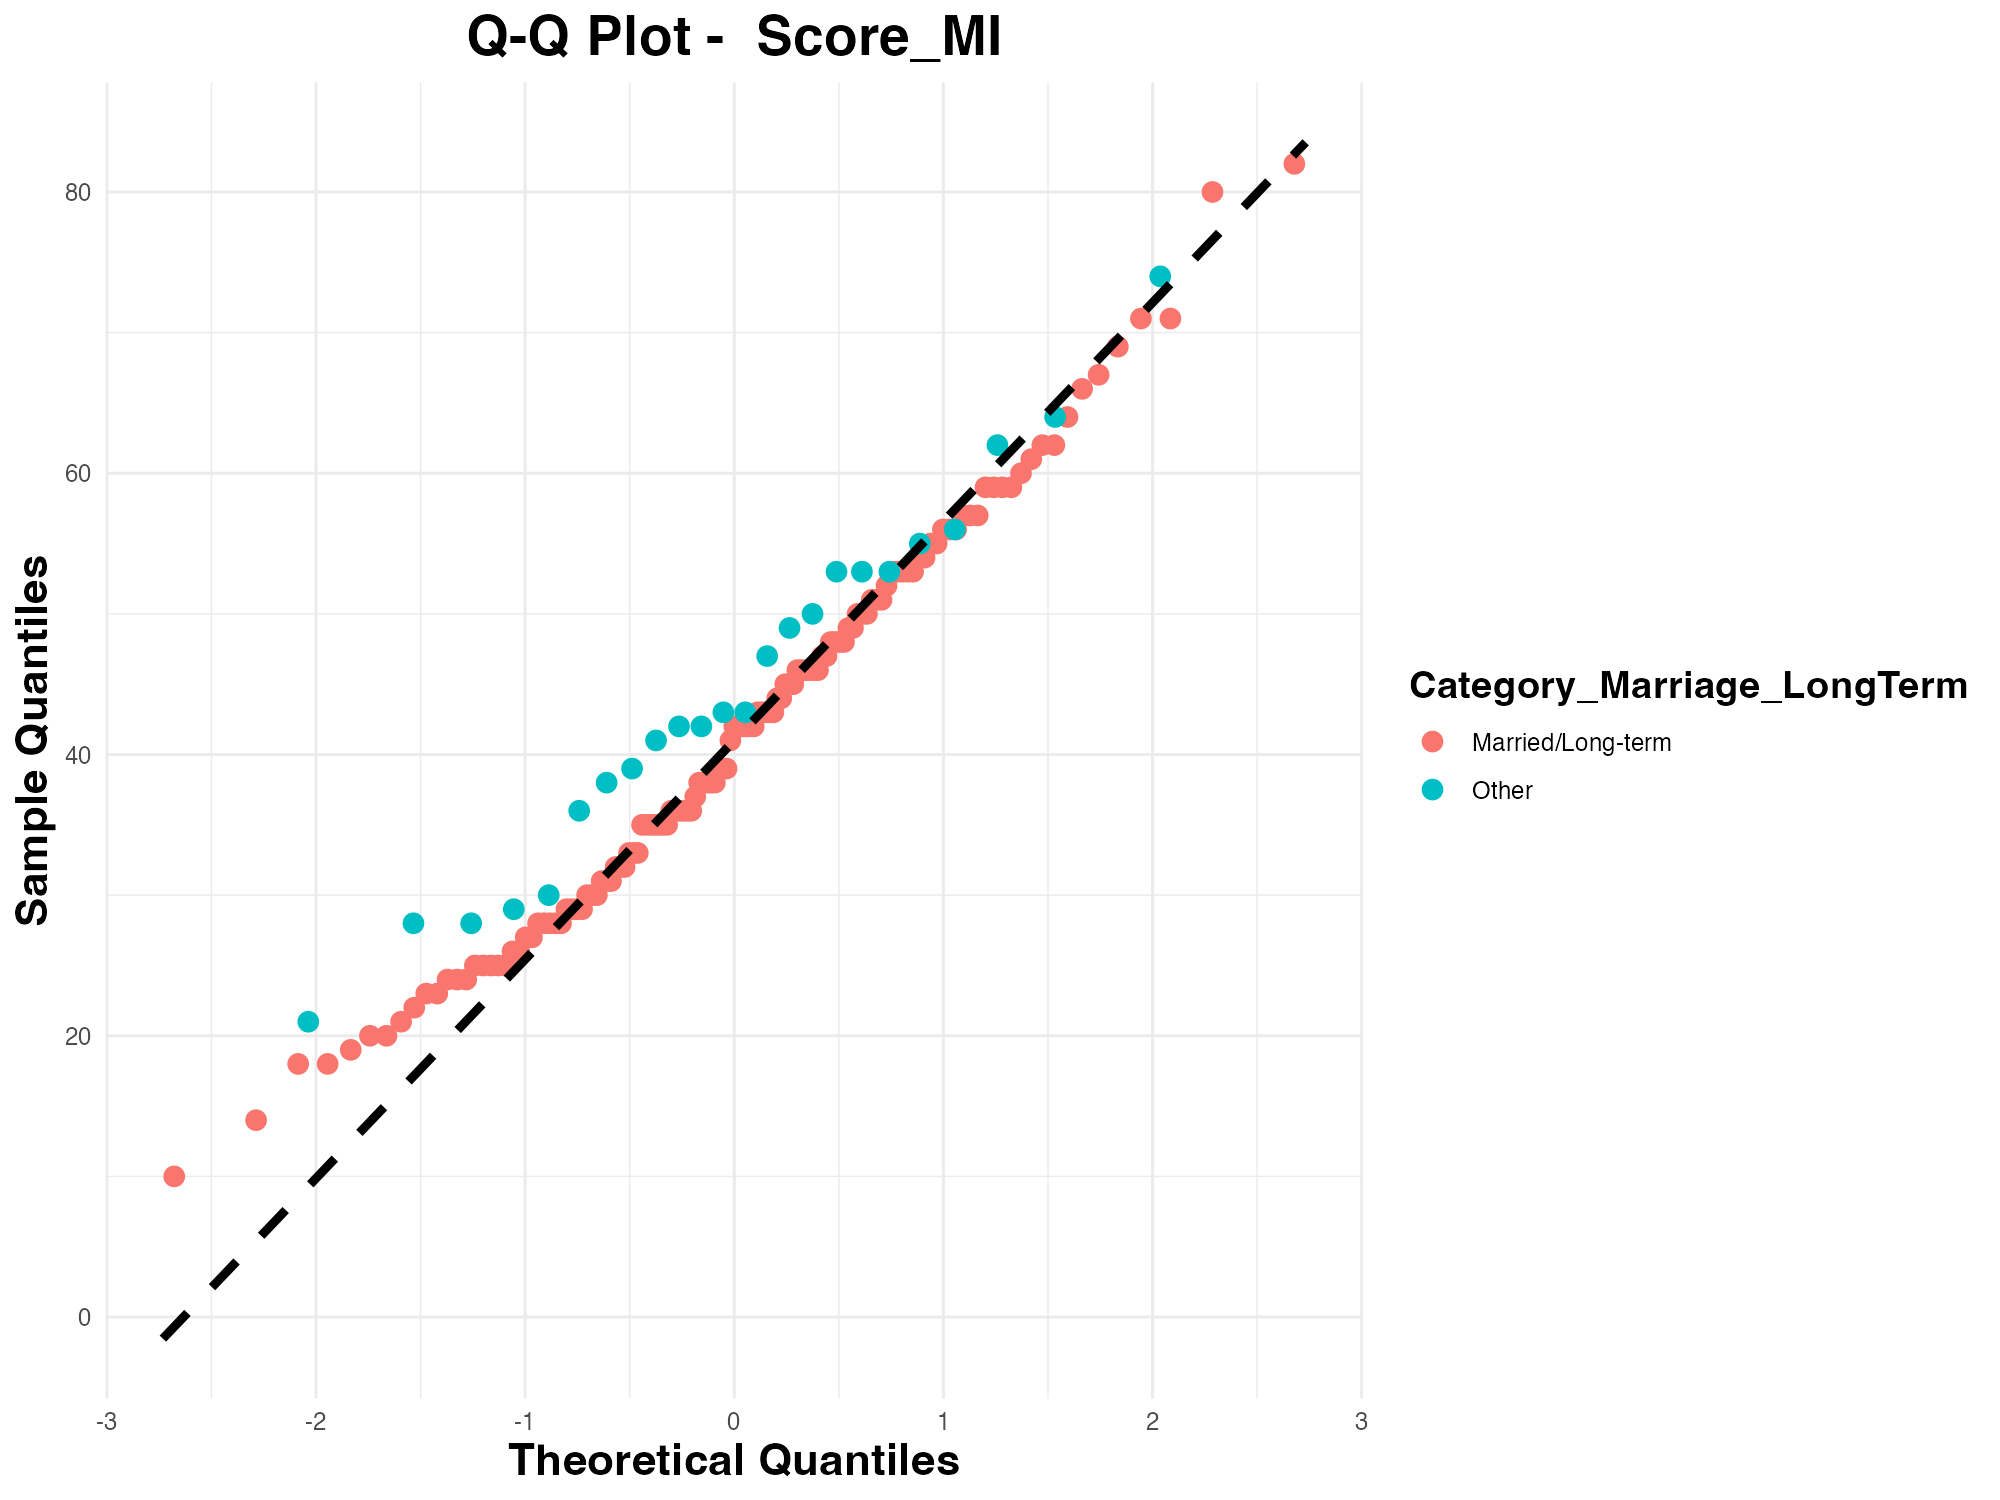 Q-Q Plot -  Score_MI
Sample Quantiles
80
60
40
20
0
-3 -2 -1 0 1 2 3
Theoretical Quantiles
Category_Marriage_LongTerm
Married/Long-term
Other